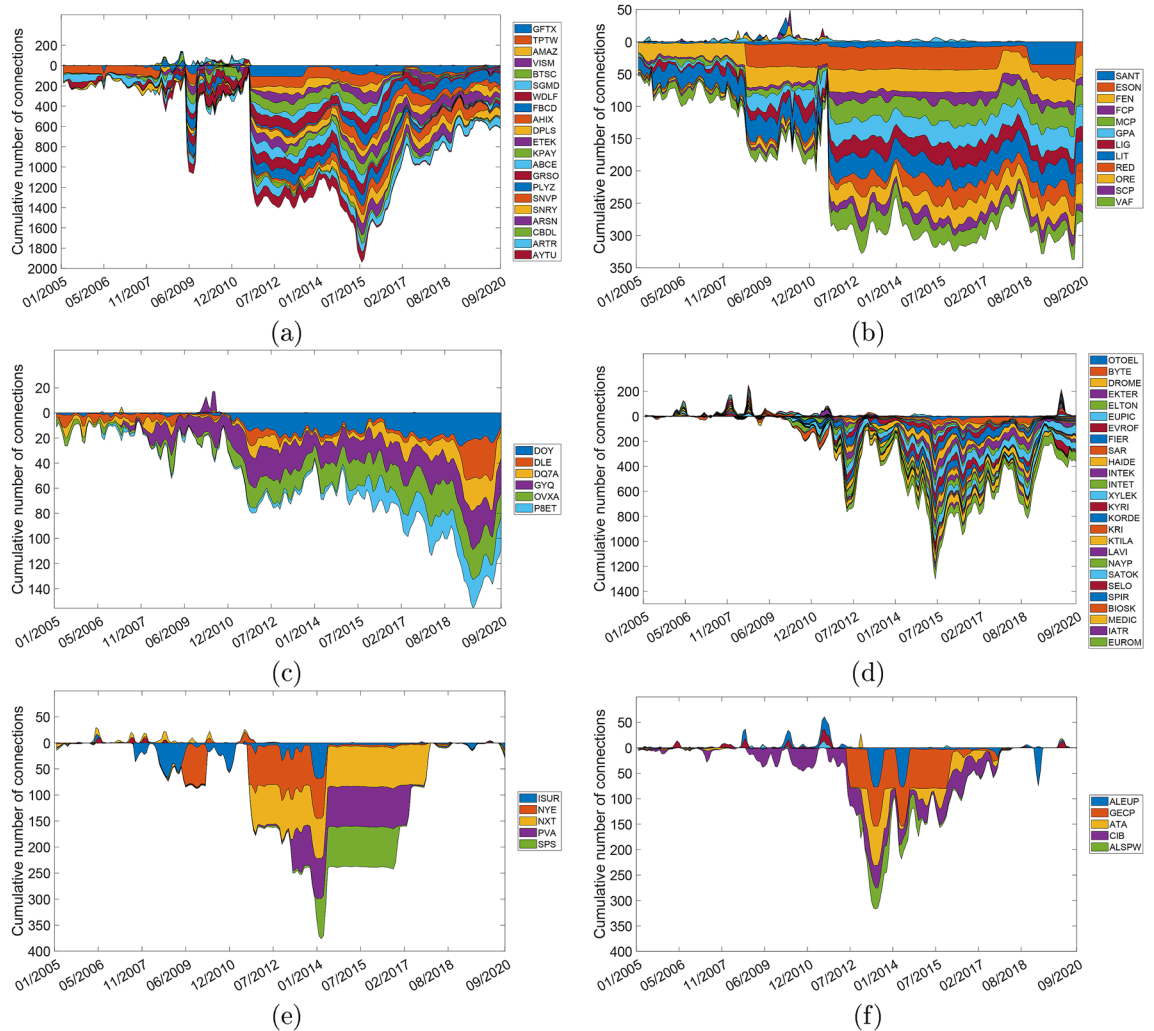 Cumulative number of connections
200
0
200
400
600
800
1000
1200
1400
1600
1800
2000
01/2005
05/2006
11/2007
06/2009
12/2010
07/2012
01/2014
07/2015
02/2017
08/2018
09/2020
GFTX
TPTW
AMAZ
VISM
BTSC
SGMD
WDLF
FBCD
AHIX
DPLS
ETEK
KPAY
ABCE
GRSO
PLYZ
SNVP
SNRY
ARSN
CBDL
ARTR
AYTU
(a)
Cumulative number of connections
50
0
50
100
150
200
250
300
350
01/2005
05/2006
11/2007
06/2009
12/2010
07/2012
01/2014
07/2015
02/2017
08/2018
09/2020
SANT
ESON
FEN
FCP
MCP
GPA
LIG
LIT
RED
ORE
SCP
VAF
(b)
Cumulative number of connections
20
0
20
40
60
80
100
120
140
01/2005
05/2006
11/2007
06/2009
12/2010
07/2012
01/2014
07/2015
02/2017
08/2018
09/2020
DOY
DLE
DQ7A
GYQ
OVXA
P8ET
(c)
Cumulative number of connections
200
0
200
400
600
800
1000
1200
1400
01/2005
05/2006
11/2007
06/2009
12/2010
07/2012
01/2014
07/2015
02/2017
08/2018
09/2020
OTOEL
BYTE
DROME
EKTER
ELTON
EUPIC
EVROF
FIER
SAR
HAIDE
INTEK
INTET
XYLEK
KYRI
KORDE
KRI
KTILA
LAVI
NAYP
SATOK
SELO
SPIR
BIOSK
MEDIC
IATR
EUROM
(d)
Cumulative number of connections
50
0
50
100
150
200
250
300
350
400
01/2005
05/2006
11/2007
06/2009
12/2010
07/2012
01/2014
07/2015
02/2017
08/2018
09/2020
ISUR
NYE
NXT
PVA
SPS
(e)
Cumulative number of connections
50
0
50
100
150
200
250
300
350
400
01/2005
05/2006
11/2007
06/2009
12/2010
07/2012
01/2014
07/2015
02/2017
08/2018
09/2020
ALEUP
GECP
ATA
CIB
ALSPW
(f)